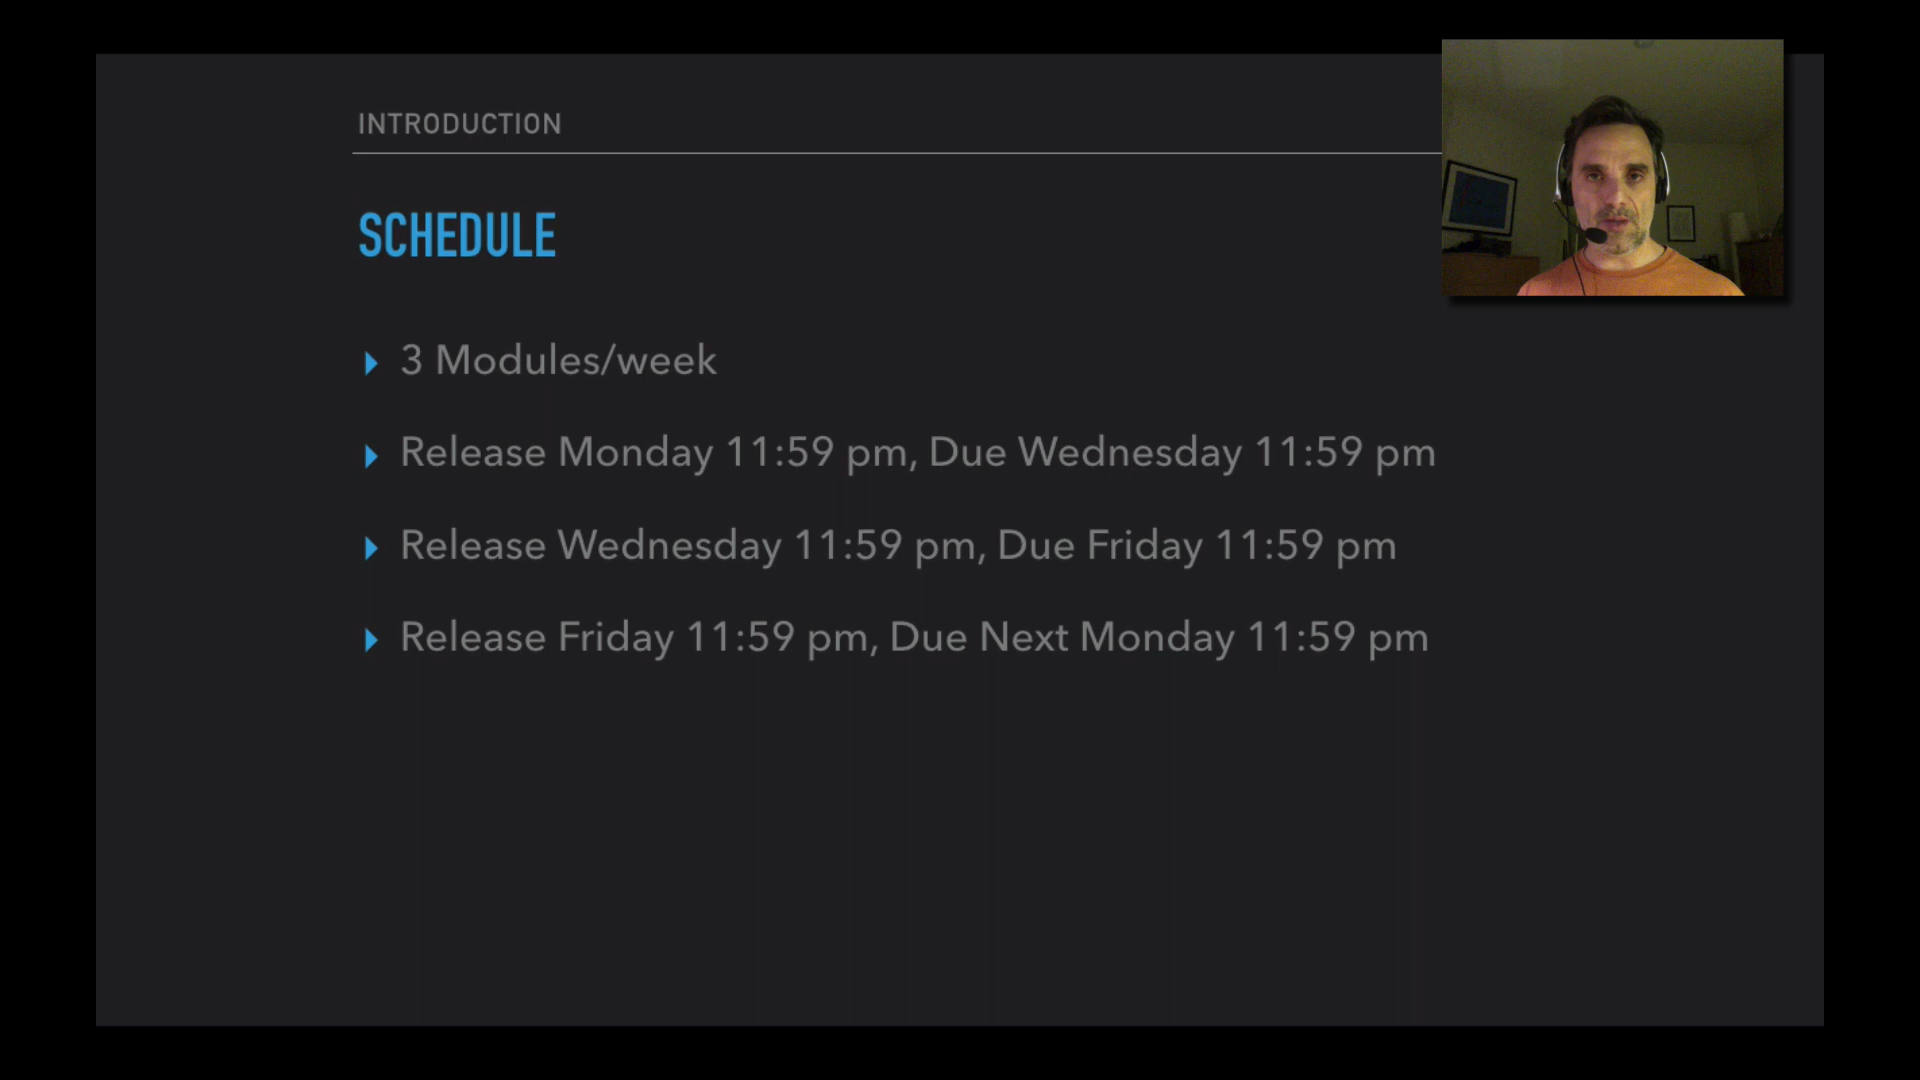 INTRODUCTION
SCHEDULE
3 Modules/week
Release Monday 11:59 pm, Due Wednesday 11:59 pm
Release Wednesday 11:59 pm, Due Friday 11:59 pm
Release Friday 11:59 pm, Due Next Monday 11:59 pm